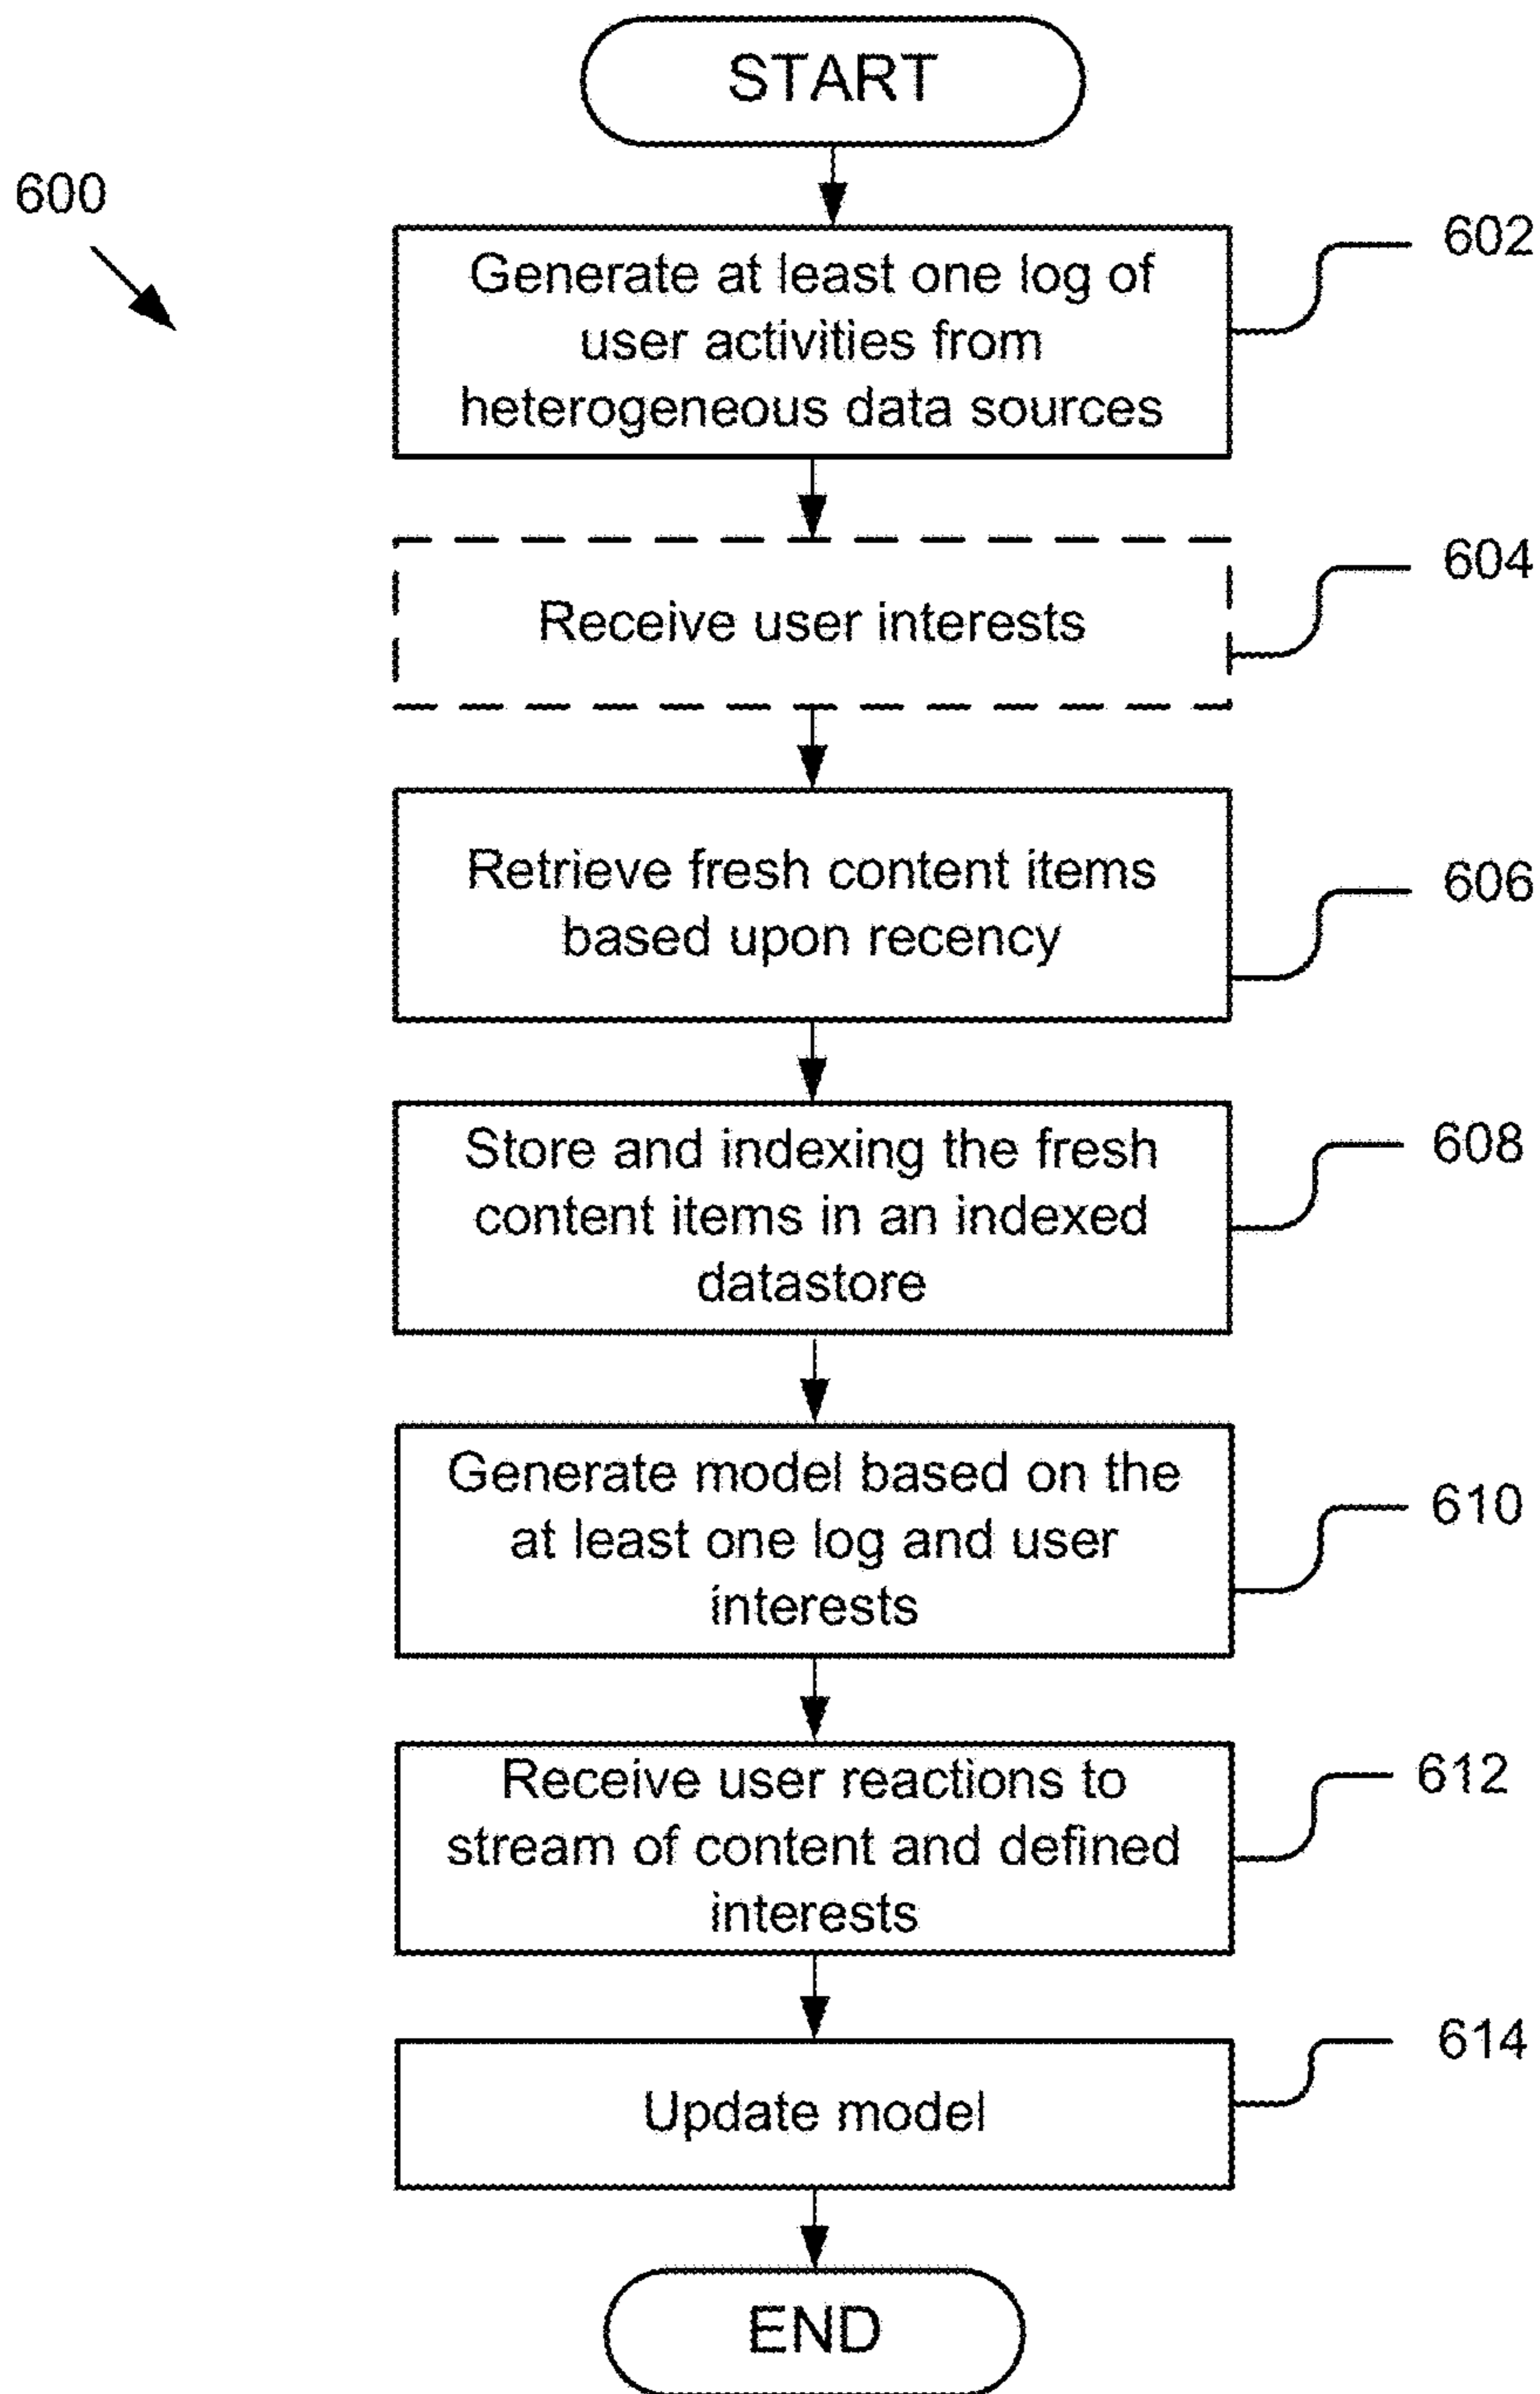 START
600
602
Generate at least one log of
user activities from
heterogeneous data sources
604
Receive user interests
606
Retrieve fresh content items
based upon recency
608
Store and indexing the fresh
content items in an indexed
datastore
610
Generate model based on the
at least one log and user
interests
612
Receive user reactions to
stream of content and defined
interests
614
Update model
END